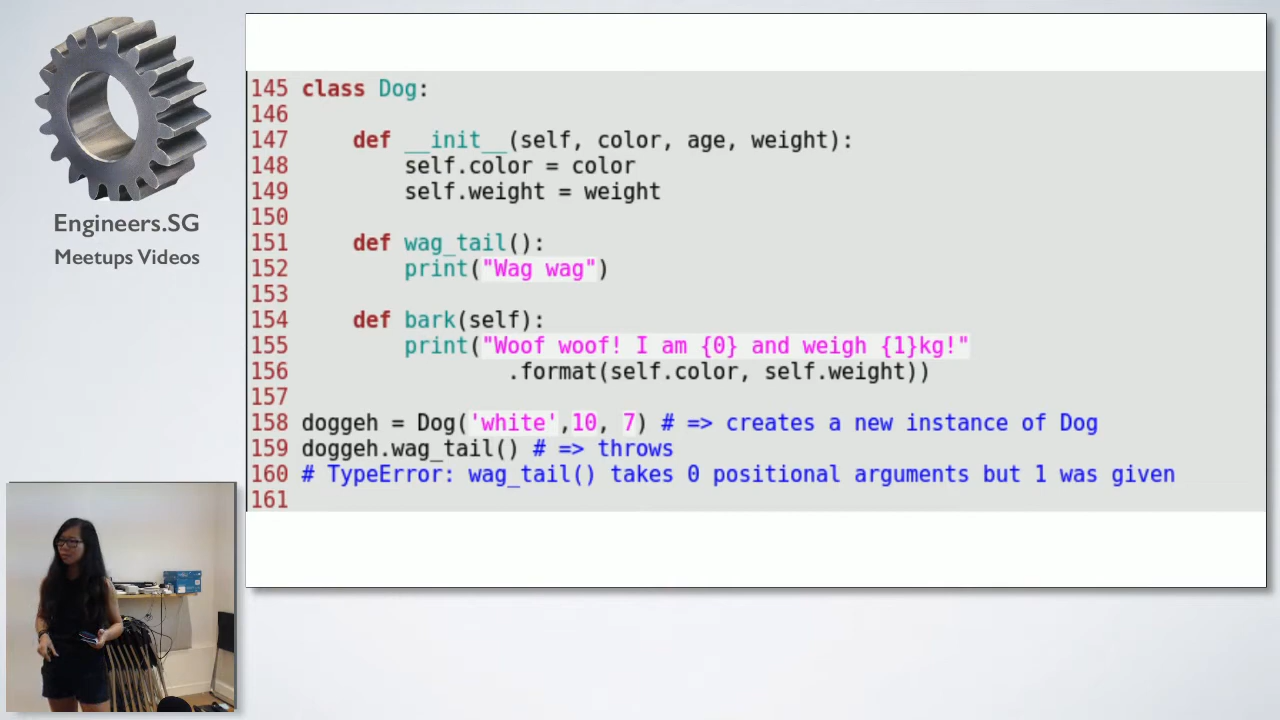 Engineers.SG
Meetups Videos
145 class Dog:
146
147     def __init__(self, color, age, weight):
148         self.color = color
149         self.weight = weight
150
151     def wag_tail():
152         print("Wag wag")
153
154     def bark(self):
155         print("Woof woof! I am {0} and weigh {1}kg!"
156                 .format(self.color, self.weight))
157
158 doggeh = Dog('white',10, 7) # => creates a new instance of Dog
159 doggeh.wag_tail() # => throws
160 # TypeError: wag_tail() takes 0 positional arguments but 1 was given
161